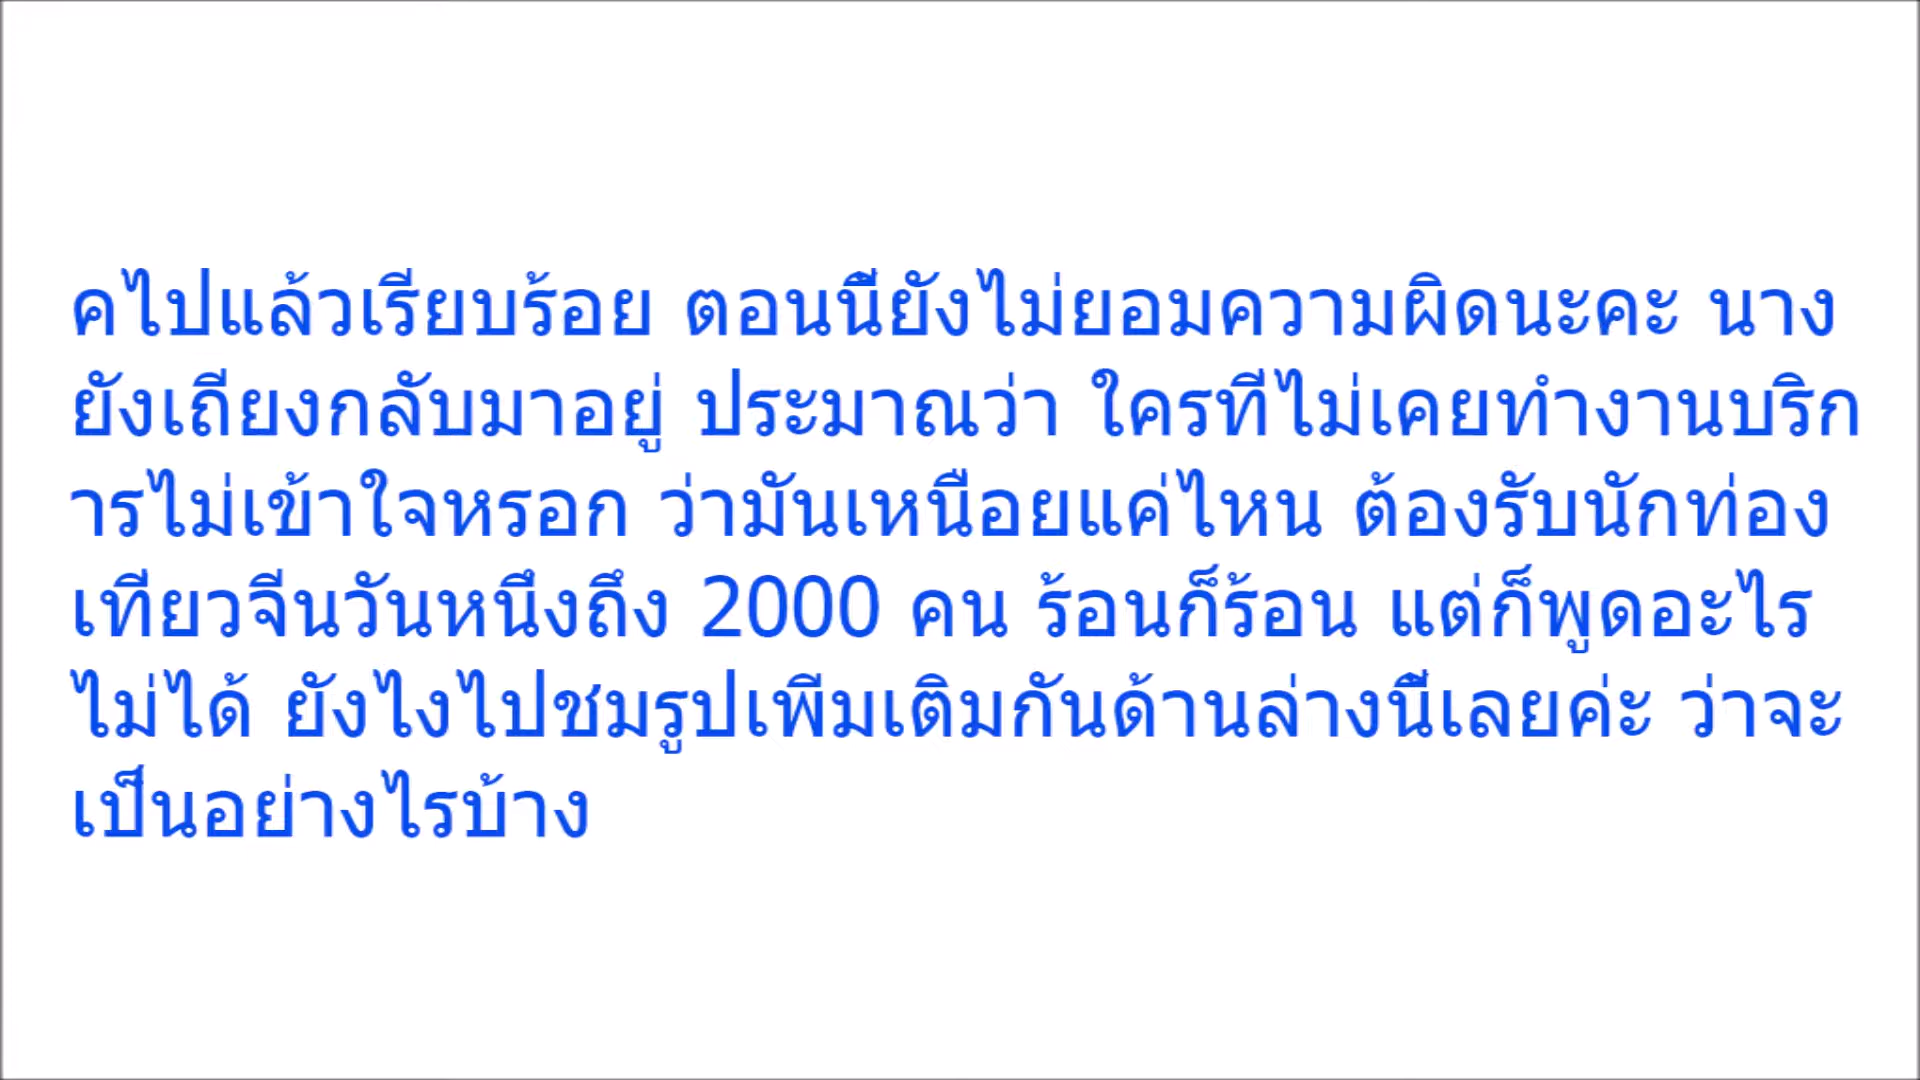 คไปแล้วเรียบร้อย ตอนนี้ยังไม่ยอมความผิดนะคะ นาง
ยังเถียงกลับมาอยู่ ประมาณว่า ใครที่ไม่เคยทำงานบริก
ารไม่เข้าใจหรอก ว่ามันเหนื่อยแค่ไหน ต้องรับนักท่อง
เที่ยวจีนวันหนึ่งถึง 2000 คน ร้อนก็ร้อน แต่ก็พูดอะไร
ไม่ได้ ยังไงไปชมรูปเพิ่มเติมกันด้านล่างนี้เลยค่ะ ว่าจะ
เป็นอย่างไรบ้าง